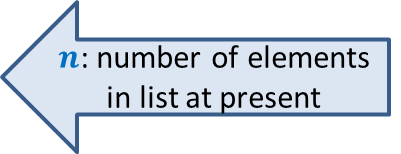 n: number of elements
in list at present